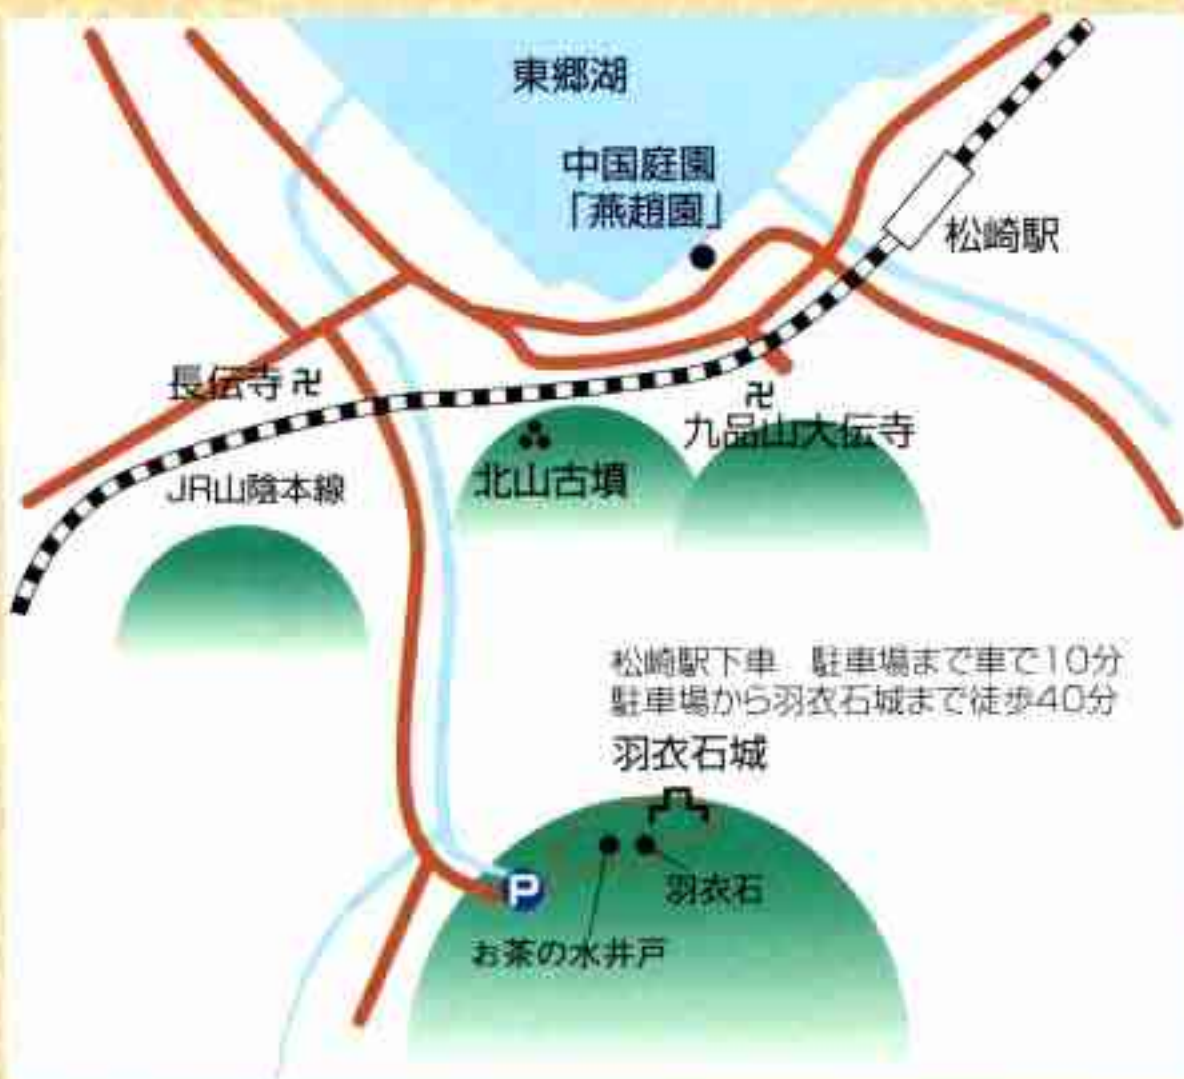 東郷湖
中国庭園
「燕趙園」
松崎駅
長伝寺 卍
卍
九品山大伝寺
北山古墳
JR山陰本線
松崎駅下車 駐車場まで車で10分
駐車場から羽衣石城まで徒歩40分
羽衣石城
P
羽衣石
お茶の水井戸